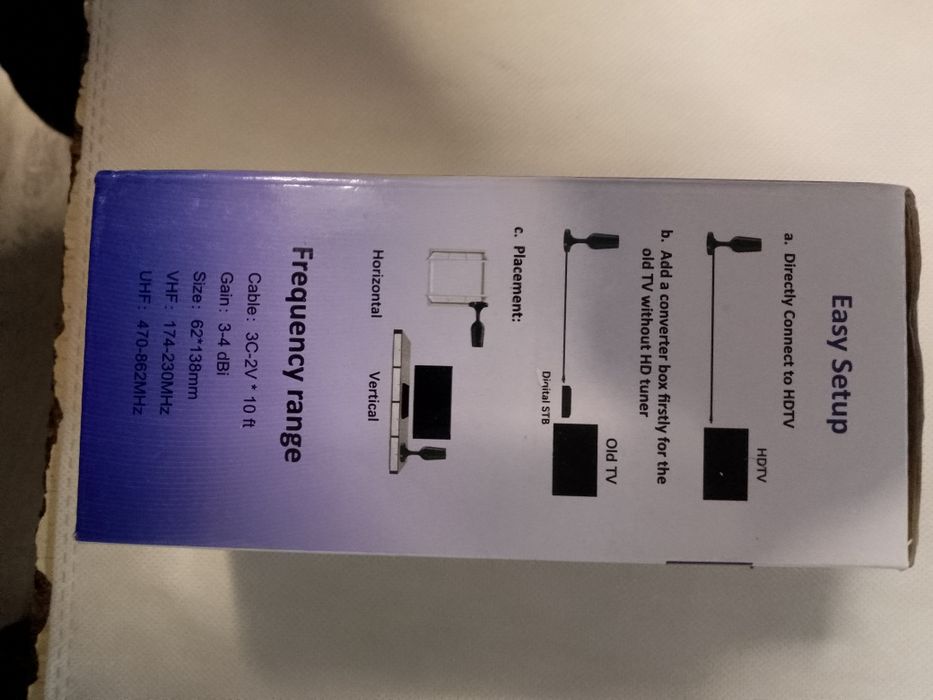 Easy Setup
a. Directly Connect to HDTV
HDTV
b. Add a converter box firstly for the
old TV without HD tuner
Old TV
Digital STB
c. Placement:
Horizontal
Vertical
Frequency range
Cable: 3C-2V * 10 ft
Gain: 3-4 dBi
Size: 62*138mm
VHF: 174-230MHz
UHF: 470-862MHz